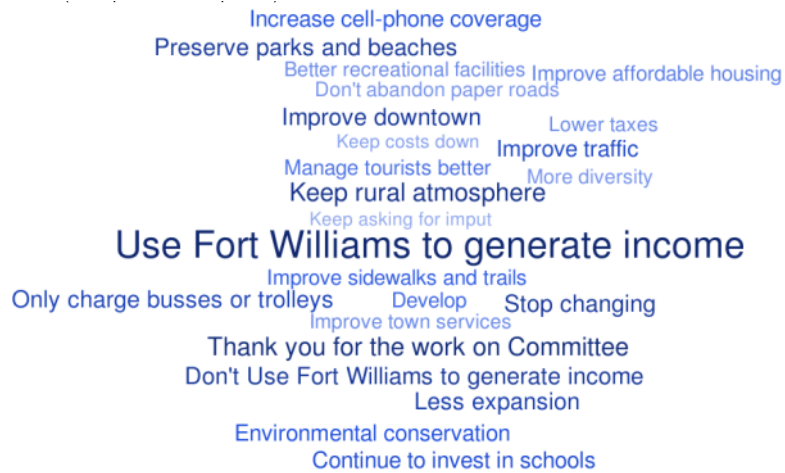 Increase cell-phone coverage
Preserve parks and beaches
Better recreational facilities
Improve affordable housing
Don't abandon paper roads
Improve downtown
Lower taxes
Keep costs down
Improve traffic
Manage tourists better
More diversity
Keep rural atmosphere
Keep asking for imput
Use Fort Williams to generate income
Improve sidewalks and trails
Only charge busses or trolleys
Develop
Stop changing
Improve town services
Thank you for the work on Committee
Don't Use Fort Williams to generate income
Less expansion
Environmental conservation
Continue to invest in schools